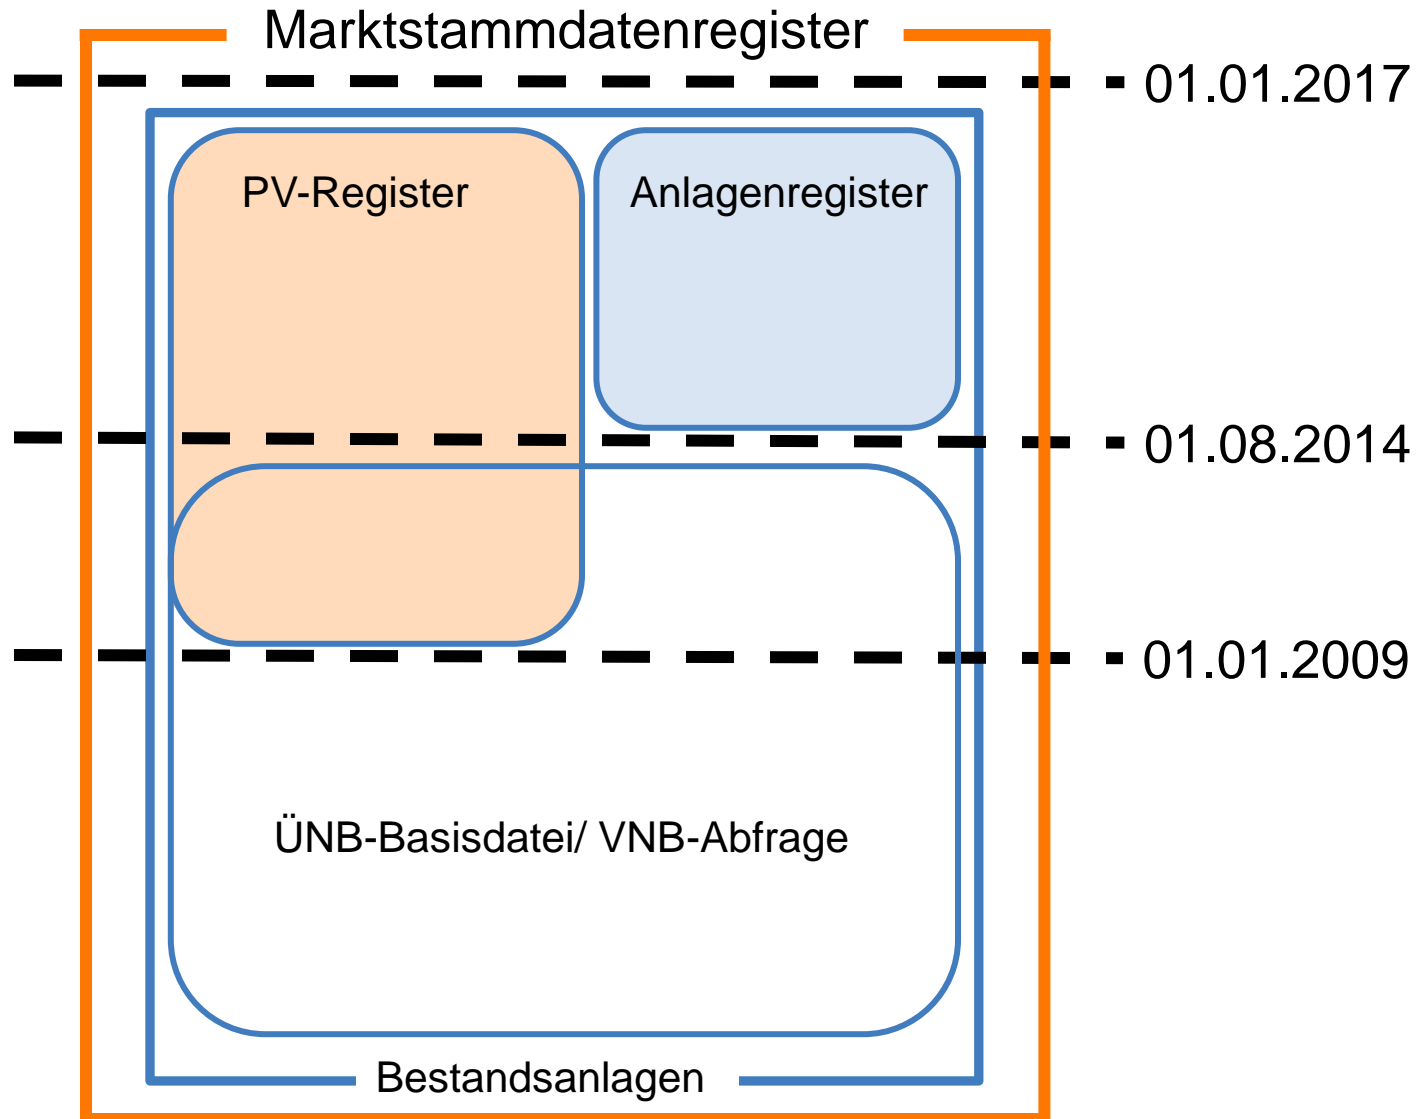 Marktstammdatenregister
01.01.2017
PV-Register
Anlagenregister
01.08.2014
01.01.2009
ÜNB-Basisdatei/ VNB-Abfrage
Bestandsanlagen